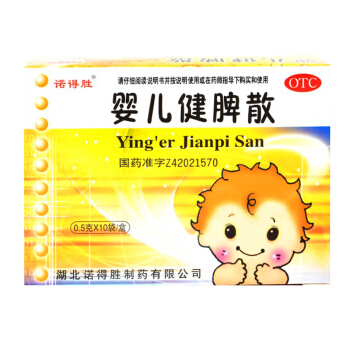 诺得胜®
请仔细阅读说明书并按说明使用或在药师指导下购买和使用
OTC
婴儿健脾散
Ying'er Jianpi San
国药准字Z42021570
0.5克X10袋/盒
湖北诺得胜制药有限公司